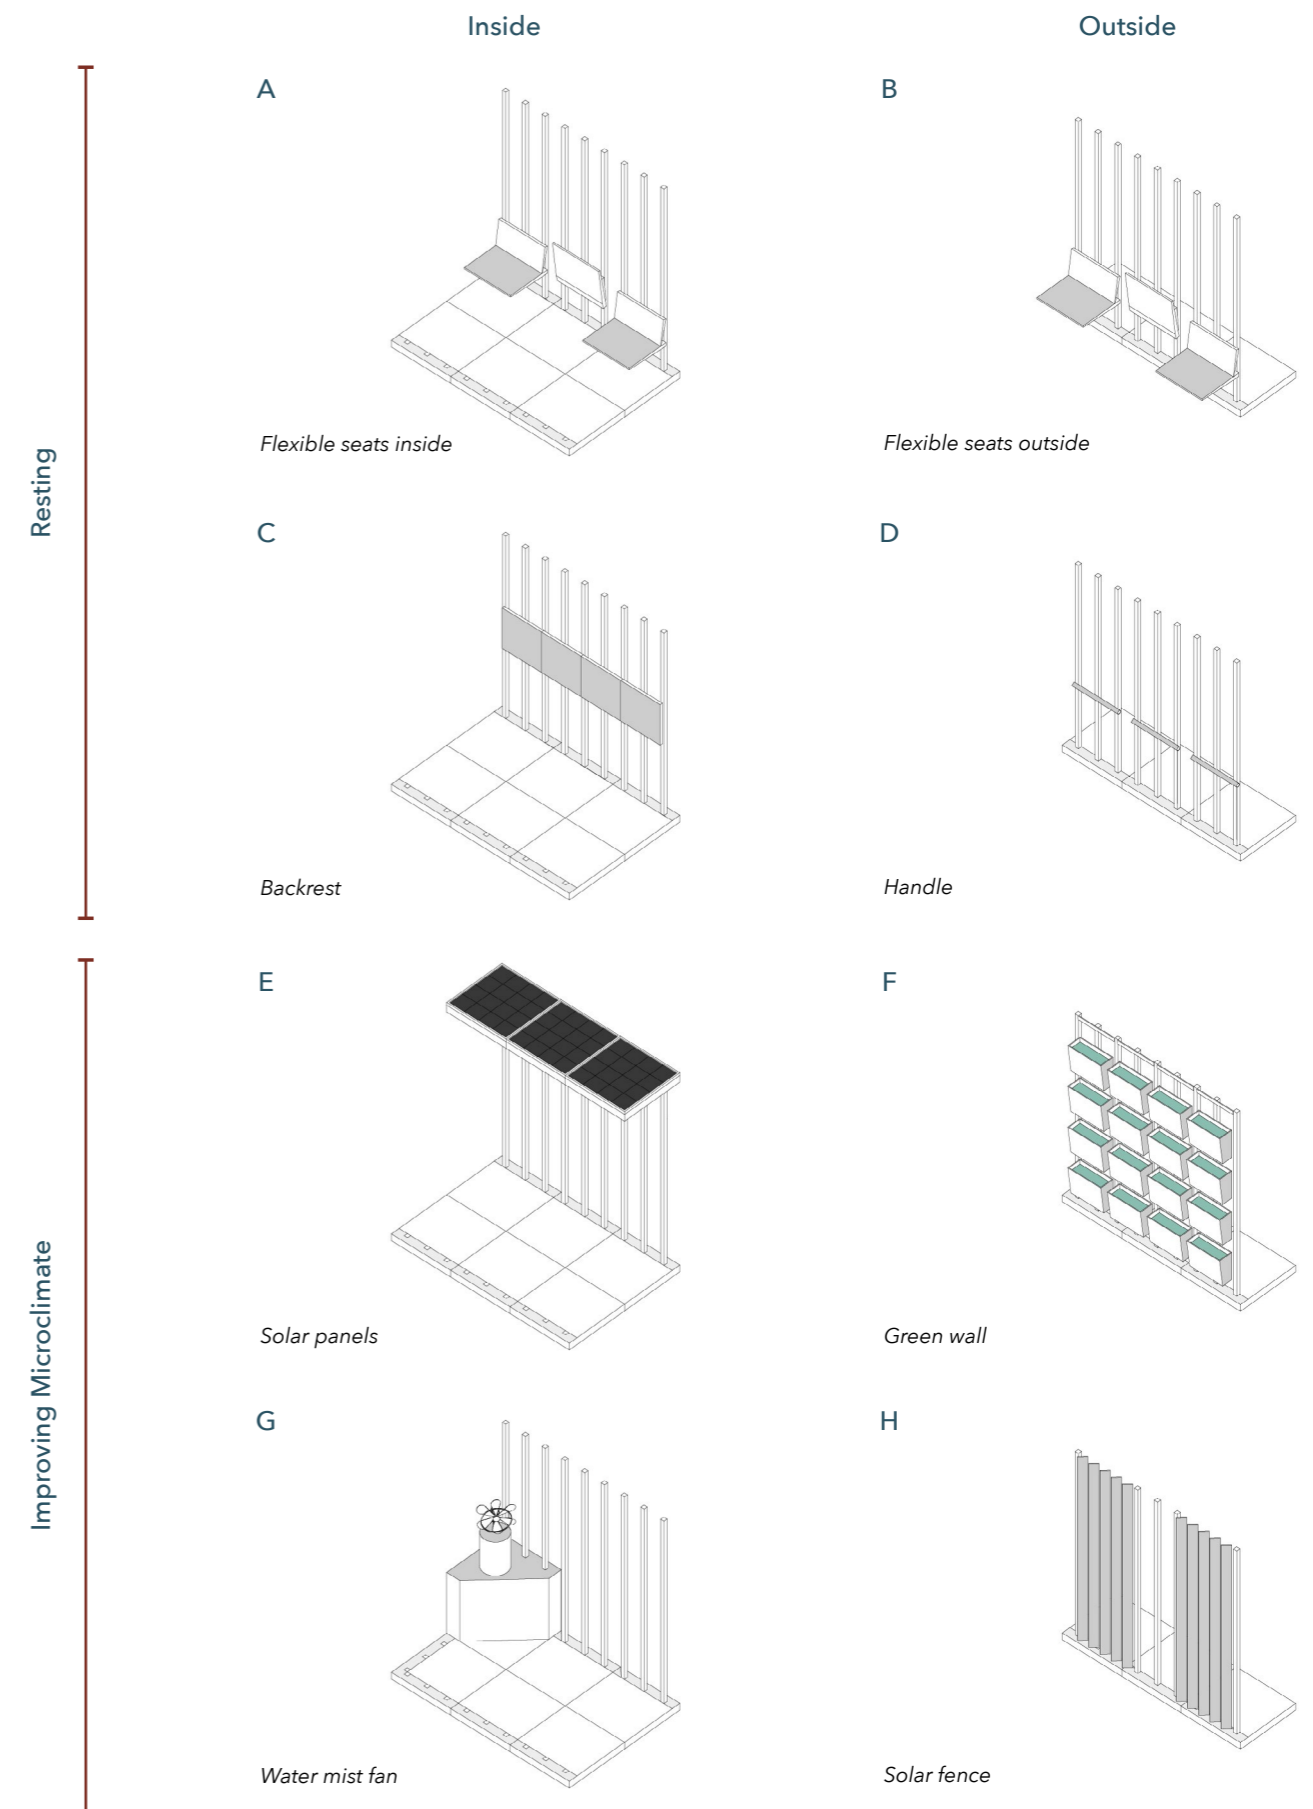 Inside
Outside
Resting
A
B
Flexible seats inside
Flexible seats outside
C
D
Backrest
Handle
Improving Microclimate
E
F
Solar panels
Green wall
G
H
Water mist fan
Solar fence